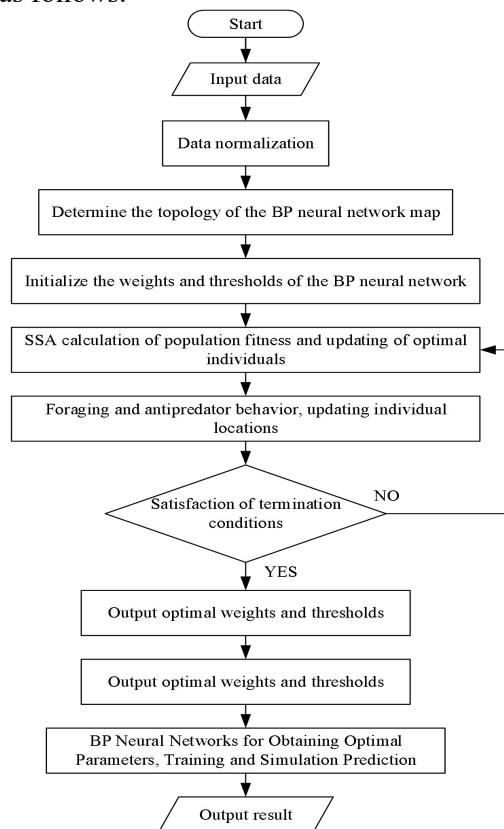 as follows:
Start
Input data
Data normalization
Determine the topology of the BP neural network map
Initialize the weights and thresholds of the BP neural network
SSA calculation of population fitness and updating of optimal
individuals
Foraging and antipredator behavior, updating individual
locations
Satisfaction of termination
conditions
NO
YES
Output optimal weights and thresholds
Output optimal weights and thresholds
BP Neural Networks for Obtaining Optimal
Parameters, Training and Simulation Prediction
Output result